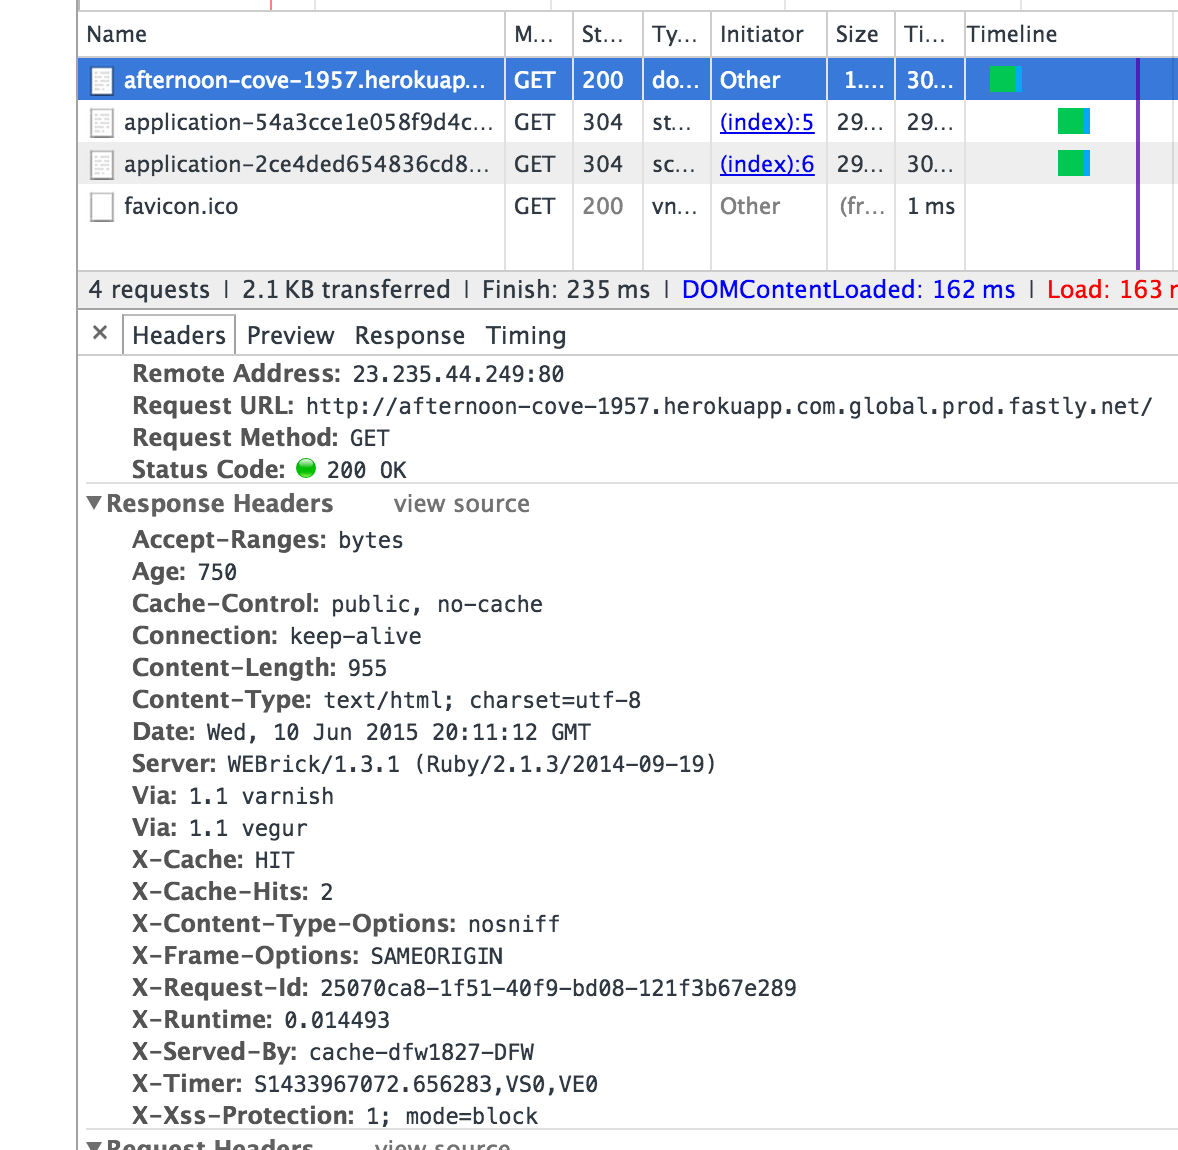 Name M... St... Ty... Initiator Size Ti... Timeline
afternoon-cove-1957.herokuap... GET 200 do... Other 1.... 30...
application-54a3cce1e058f9d4c... GET 304 st... (index):5 29... 29...
application-2ce4ded654836cd8... GET 304 sc... (index):6 29... 30...
favicon.ico GET 200 vn... Other (fr... 1 ms
4 requests | 2.1 KB transferred | Finish: 235 ms | DOMContentLoaded: 162 ms | Load: 163
× Headers Preview Response Timing
Remote Address: 23.235.44.249:80
Request URL: http://afternoon-cove-1957.herokuapp.com.global.prod.fastly.net/
Request Method: GET
Status Code: 200 OK
▼Response Headers view source
Accept-Ranges: bytes
Age: 750
Cache-Control: public, no-cache
Connection: keep-alive
Content-Length: 955
Content-Type: text/html; charset=utf-8
Date: Wed, 10 Jun 2015 20:11:12 GMT
Server: WEBrick/1.3.1 (Ruby/2.1.3/2014-09-19)
Via: 1.1 varnish
Via: 1.1 vegur
X-Cache: HIT
X-Cache-Hits: 2
X-Content-Type-Options: nosniff
X-Frame-Options: SAMEORIGIN
X-Request-Id: 25070ca8-1f51-40f9-bd08-121f3b67e289
X-Runtime: 0.014493
X-Served-By: cache-dfw1827-DFW
X-Timer: S1433967072.656283,VS0,VE0
X-Xss-Protection: 1; mode=block
▼Request Headers view source